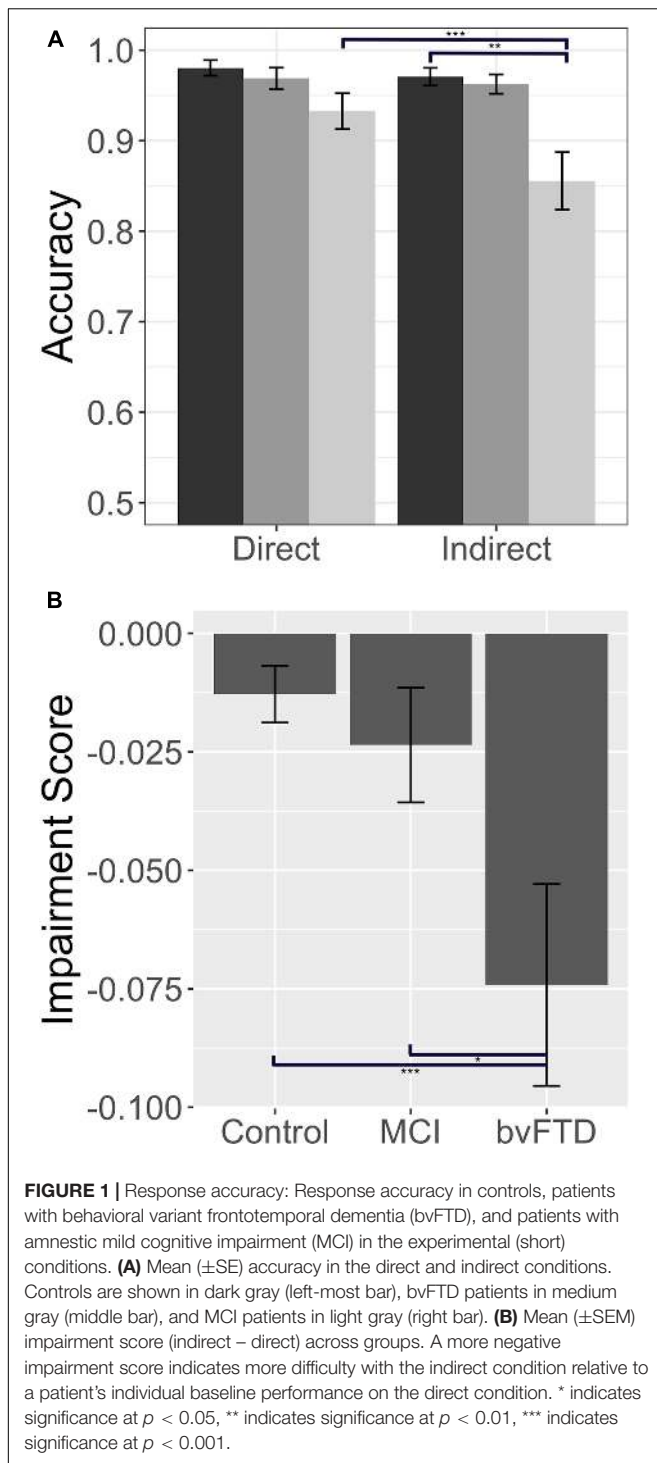 A
***
**
1.0
0.9
0.8
0.7
0.6
0.5
Accuracy
Direct Indirect
B
0.000
-0.025
-0.050
-0.075
-0.100
Impairment Score
*
***
Control MCI bvFTD
FIGURE 1 | Response accuracy: Response accuracy in controls, patients
with behavioral variant frontotemporal dementia (bvFTD), and patients with
amnestic mild cognitive impairment (MCI) in the experimental (short)
conditions. (A) Mean (±SE) accuracy in the direct and indirect conditions.
Controls are shown in dark gray (left-most bar), bvFTD patients in medium
gray (middle bar), and MCI patients in light gray (right bar). (B) Mean (±SEM)
impairment score (indirect – direct) across groups. A more negative
impairment score indicates more difficulty with the indirect condition relative to
a patient's individual baseline performance on the direct condition. * indicates
significance at p < 0.05, ** indicates significance at p < 0.01, *** indicates
significance at p < 0.001.